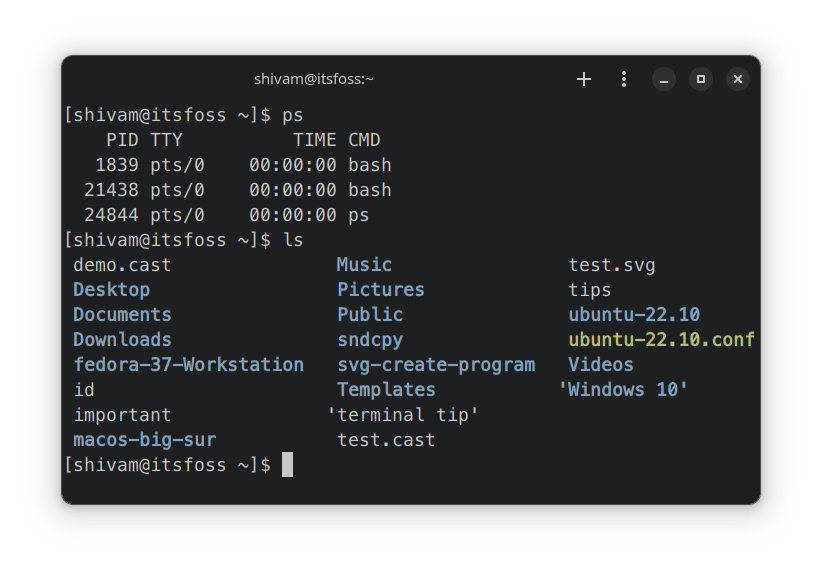 shivam@itsfoss:~
[shivam@itsfoss ~]$ ps
    PID TTY          TIME CMD
   1839 pts/0    00:00:00 bash
  21438 pts/0    00:00:00 bash
  24844 pts/0    00:00:00 ps
[shivam@itsfoss ~]$ ls
 demo.cast               Music                test.svg
 Desktop                 Pictures             tips
 Documents               Public               ubuntu-22.10
 Downloads               sndcpy               ubuntu-22.10.conf
 fedora-37-Workstation   svg-create-program   Videos
 id                      Templates           'Windows 10'
 important              'terminal tip'
 macos-big-sur           test.cast
[shivam@itsfoss ~]$